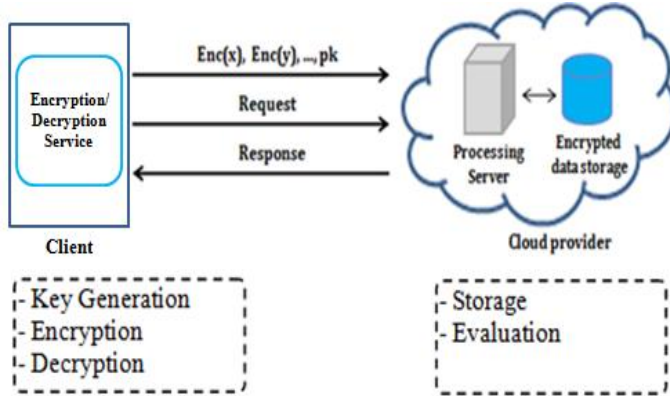 Enc(x), Enc(y), ..., pk
Encryption/
Decryption
Service
Request
Response
Processing
Server
Encrypted
data storage
Client
Cloud provider
- Key Generation
- Encryption
- Decryption
- Storage
- Evaluation